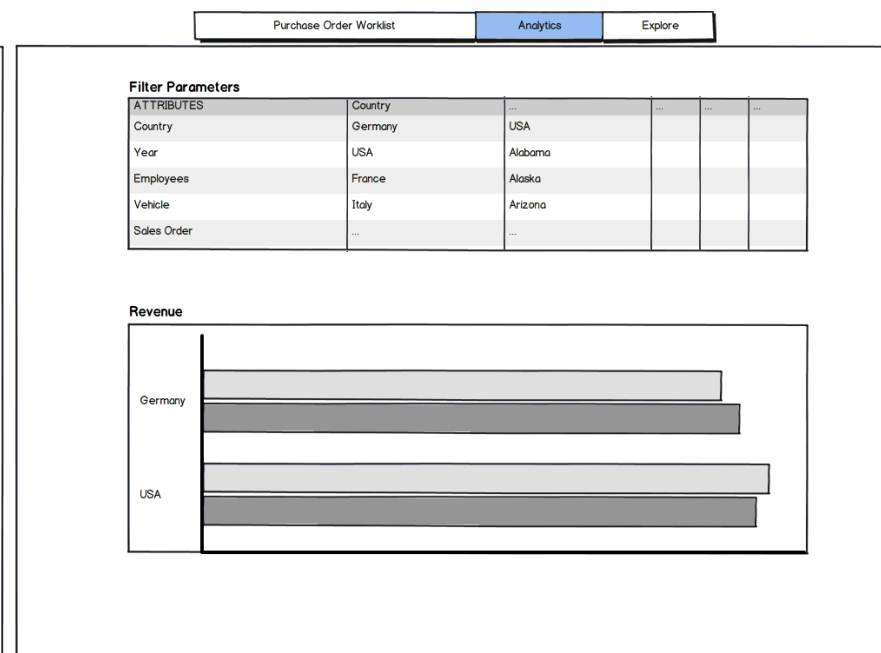 Purchase Order Worklist Analytics Explore
Filter Parameters
ATTRIBUTES Country ... ... ... ...
Country Germany USA
Year USA Alabama
Employees France Alaska
Vehicle Italy Arizona
Sales Order ... ...
Revenue
Germany
USA